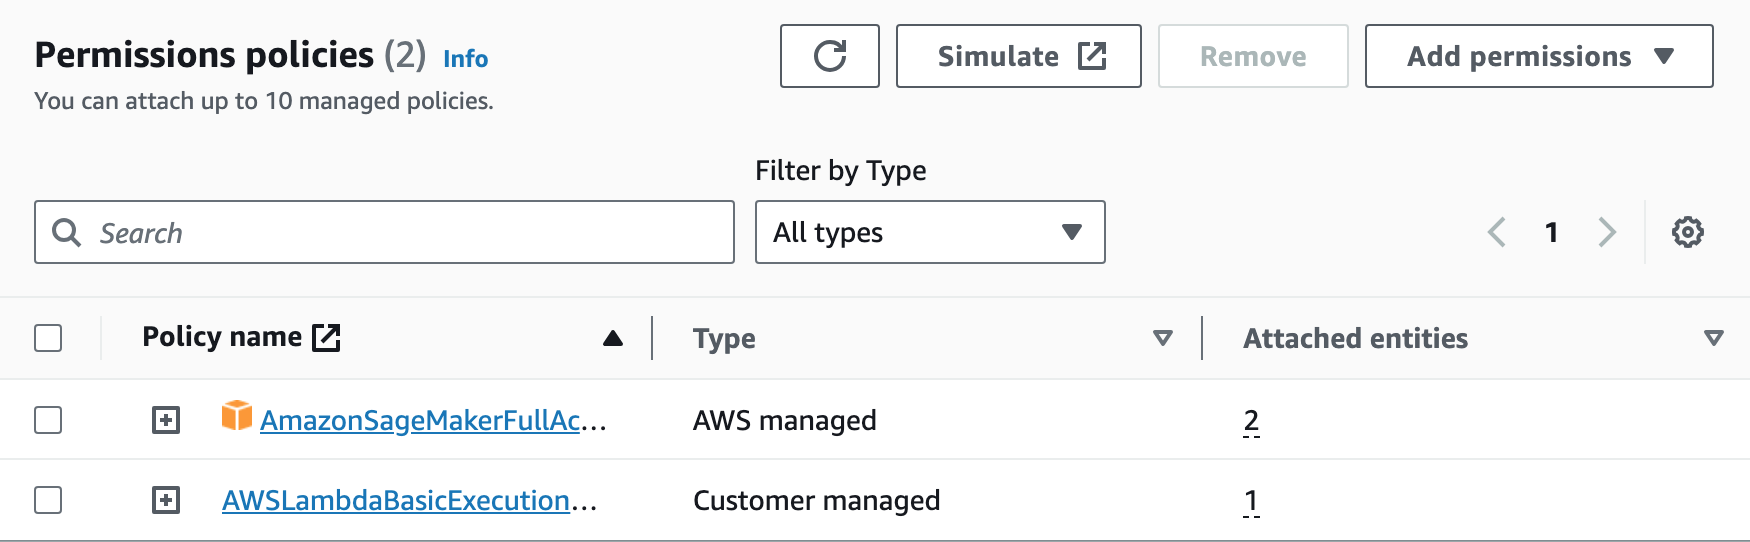 Permissions policies (2) Info
You can attach up to 10 managed policies.
Simulate
Remove
Add permissions
Filter by Type
Search
All types
1
Policy name
Type
Attached entities
AmazonSageMakerFullAc...
AWS managed
2
AWSLambdaBasicExecution...
Customer managed
1